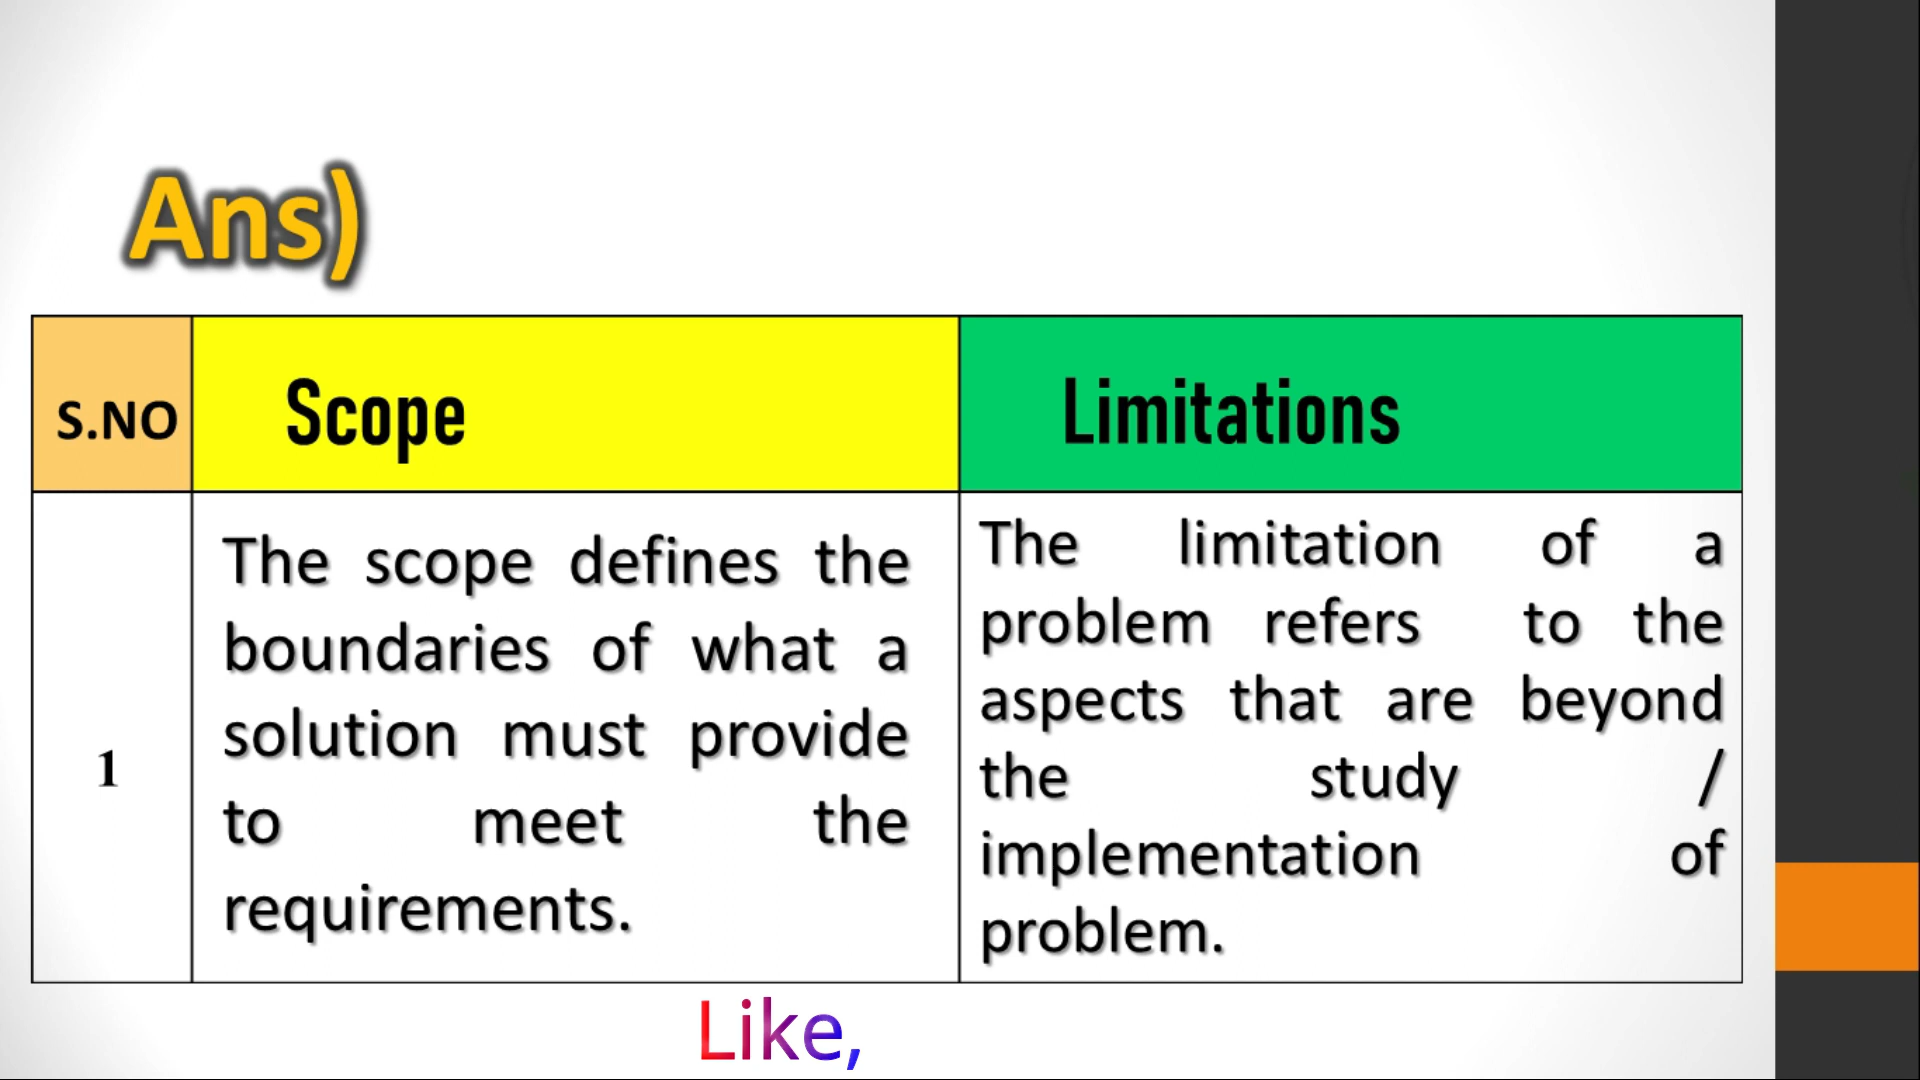 Ans)
S.NO
Scope
Limitations
1
The scope defines the
boundaries of what a
solution must provide
to meet the
requirements.
The limitation of a
problem refers to the
aspects that are beyond
the study /
implementation of
problem.
Like,